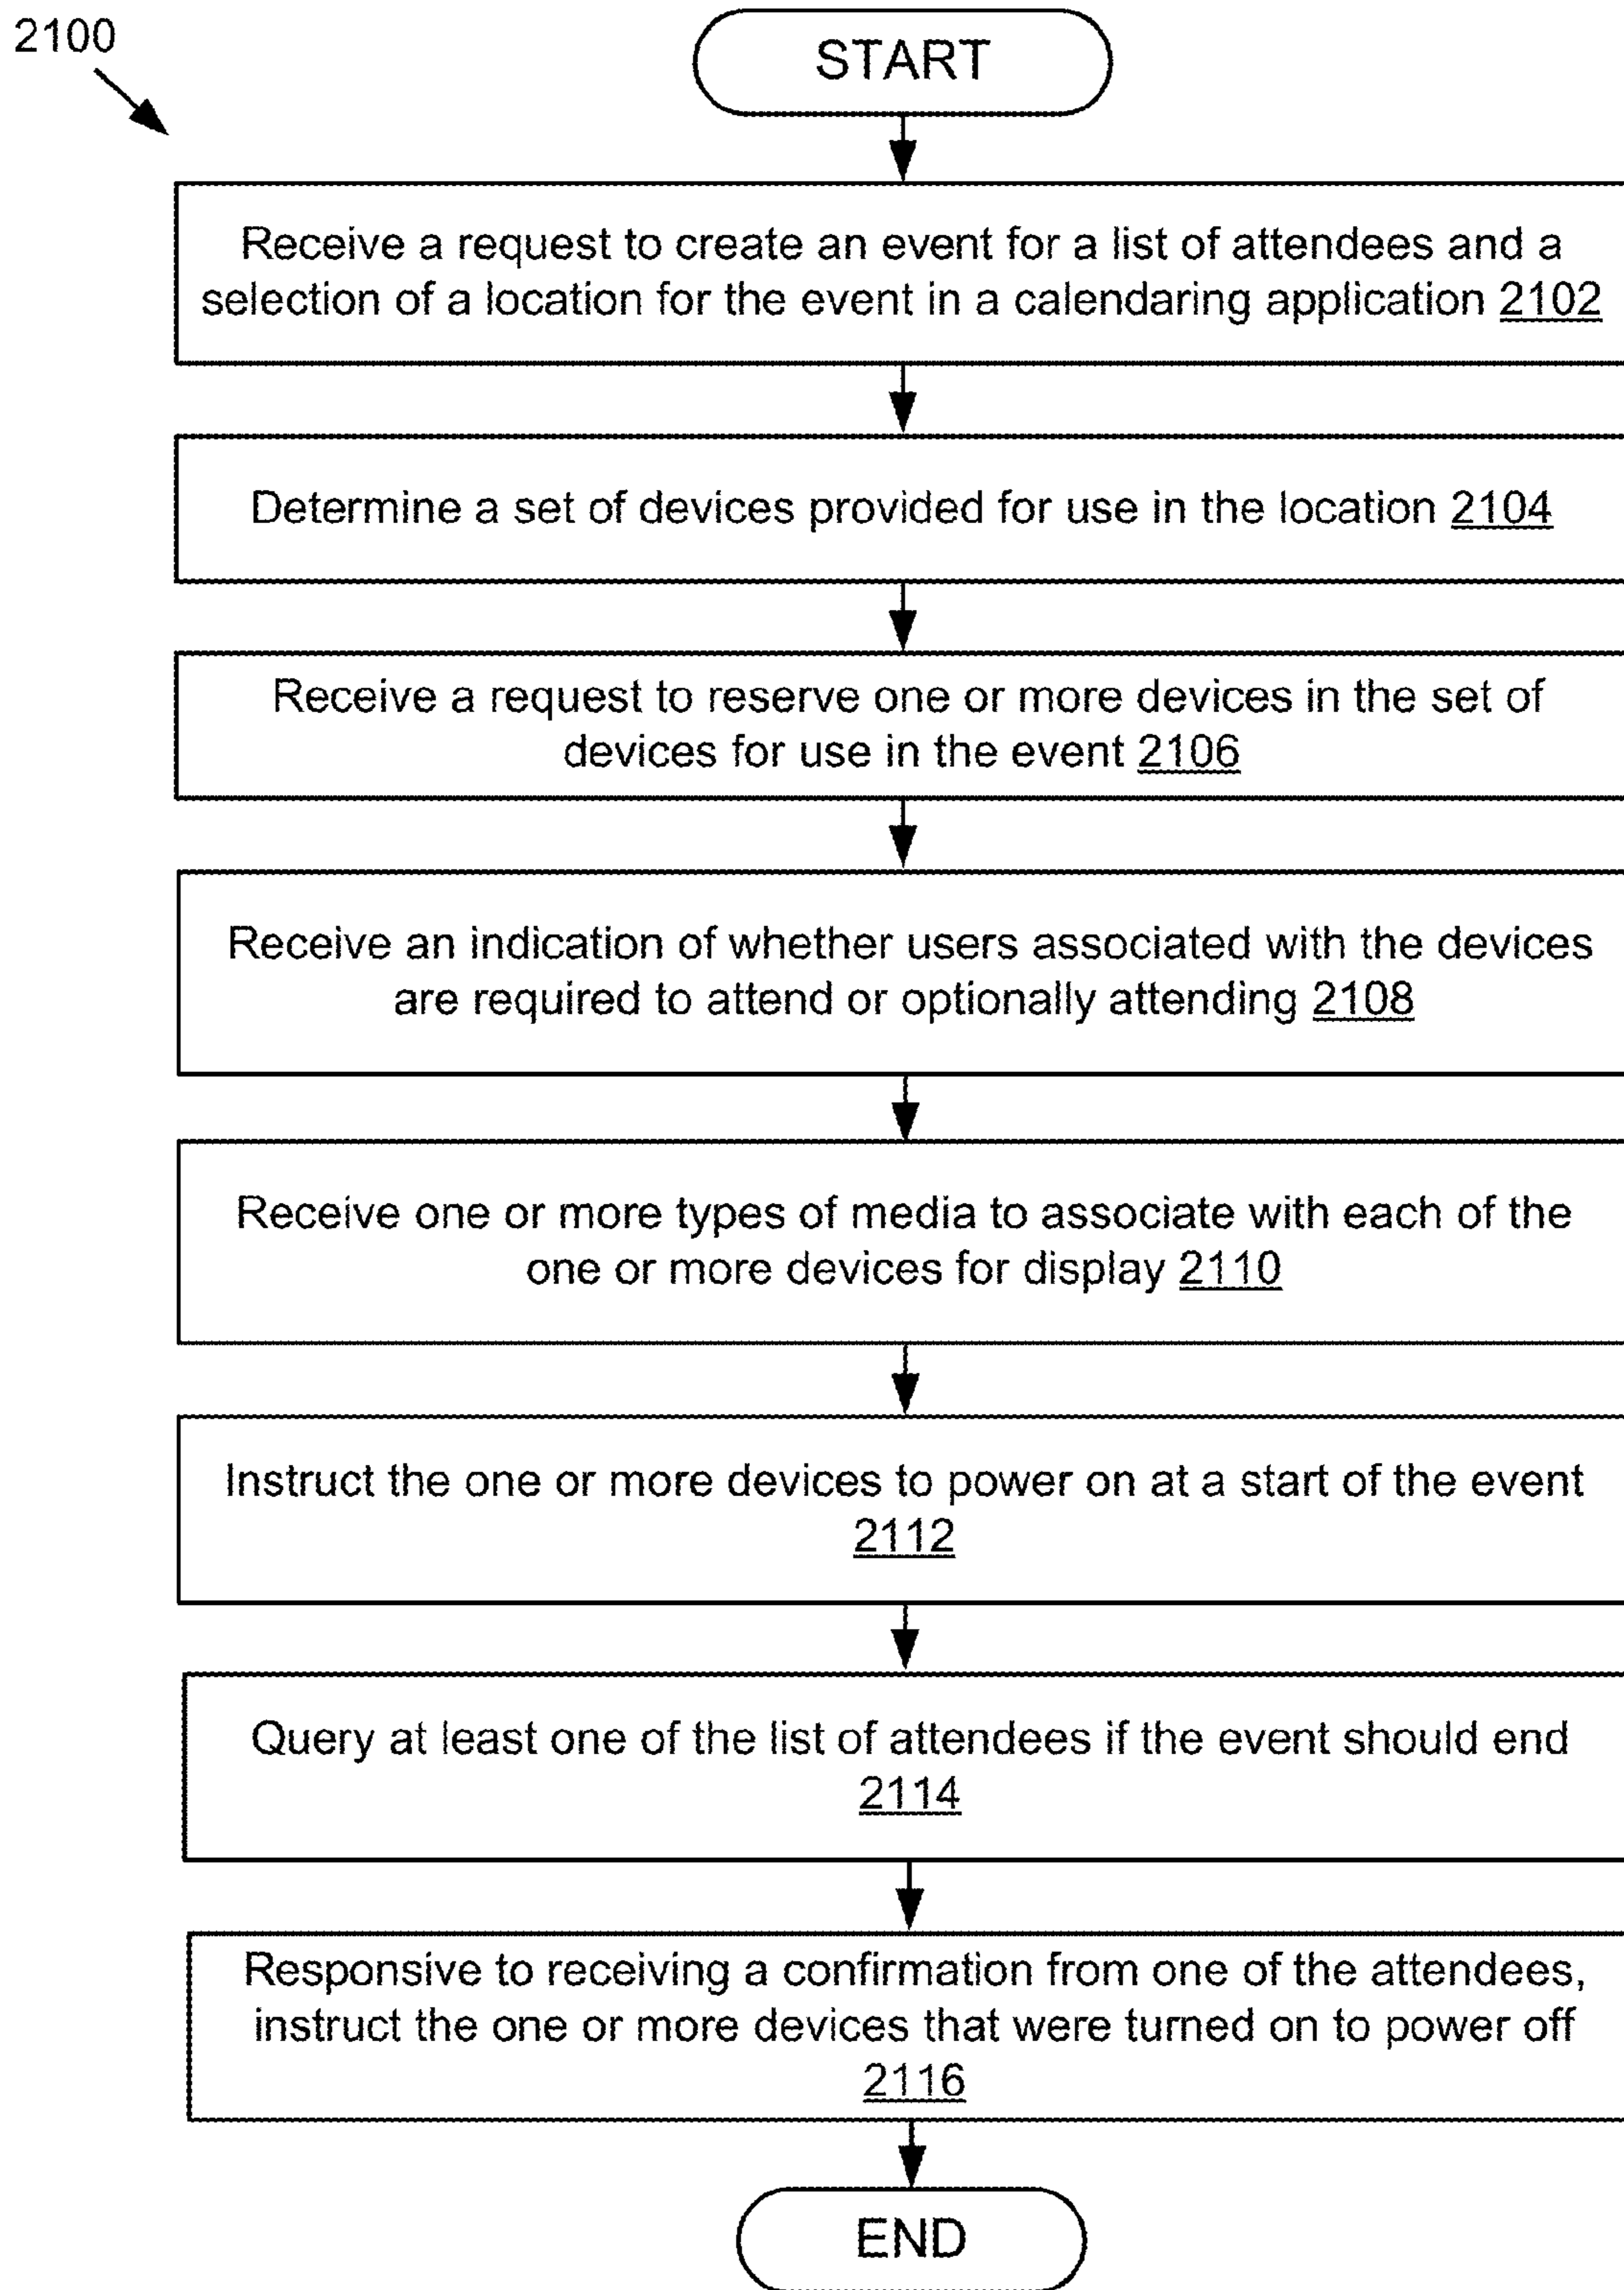 2100
START
Receive a request to create an event for a list of attendees and a
selection of a location for the event in a calendaring application 2102
Determine a set of devices provided for use in the location 2104
Receive a request to reserve one or more devices in the set of
devices for use in the event 2106
Receive an indication of whether users associated with the devices
are required to attend or optionally attending 2108
Receive one or more types of media to associate with each of the
one or more devices for display 2110
Instruct the one or more devices to power on at a start of the event
2112
Query at least one of the list of attendees if the event should end
2114
Responsive to receiving a confirmation from one of the attendees,
instruct the one or more devices that were turned on to power off
2116
END